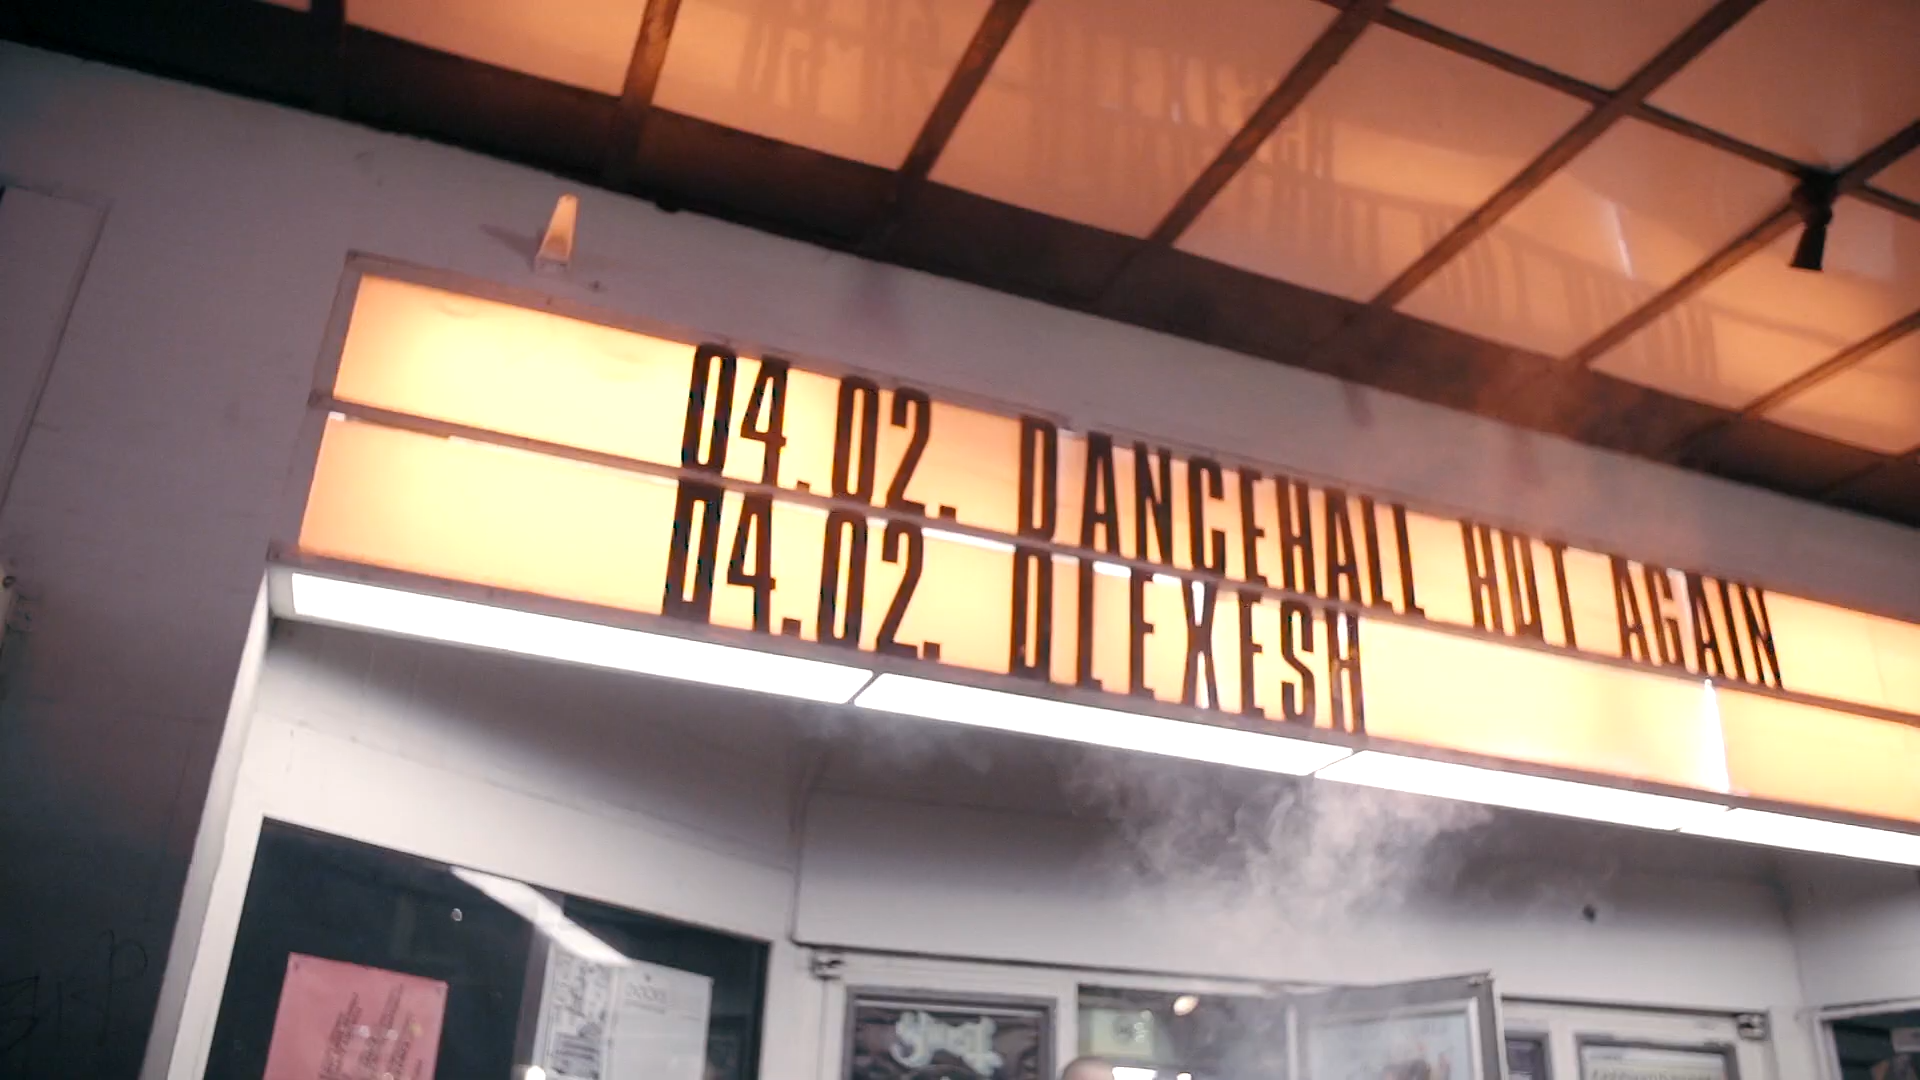 04.02. DANCEHALL HOT AGAIN
04.02. OLEXESH